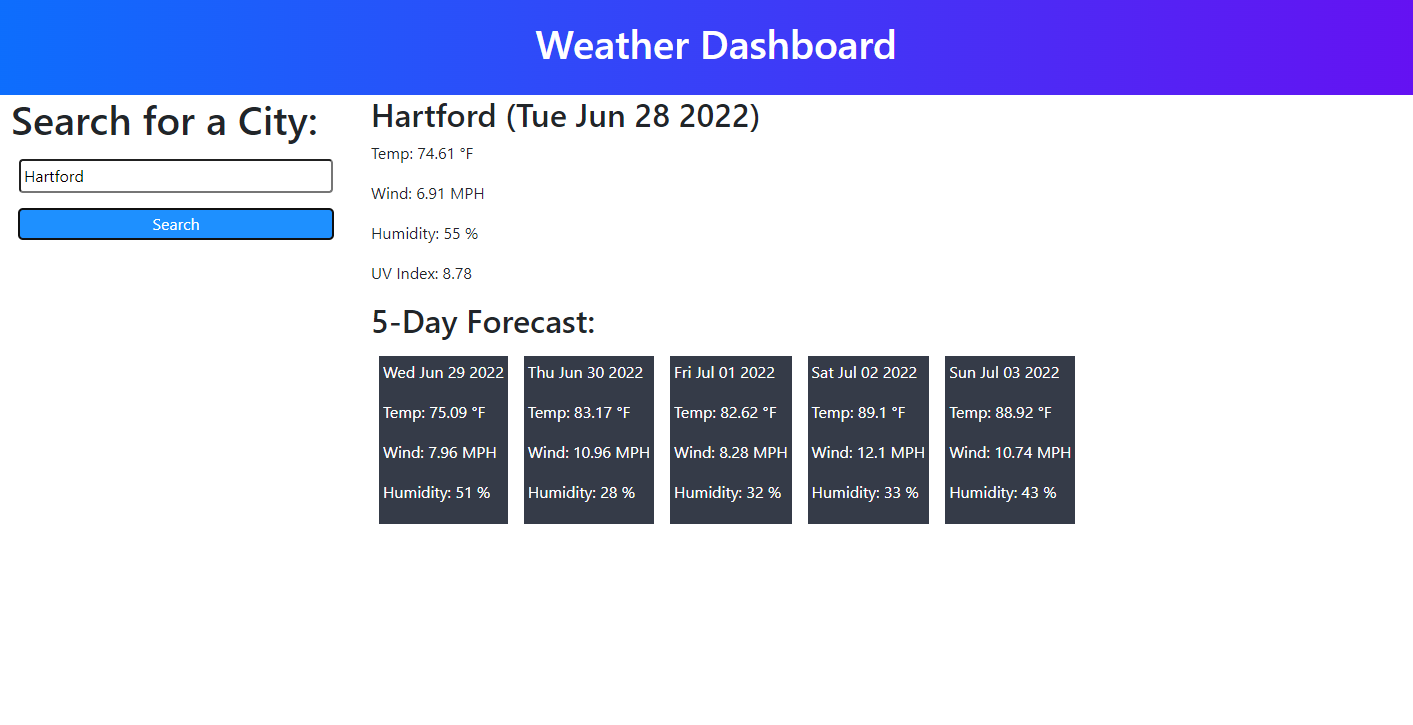 Weather Dashboard
Search for a City:
Hartford
Search
Hartford (Tue Jun 28 2022)
Temp: 74.61 °F
Wind: 6.91 MPH
Humidity: 55 %
UV Index: 8.78
5-Day Forecast:
Wed Jun 29 2022
Temp: 75.09 °F
Wind: 7.96 MPH
Humidity: 51 %
Thu Jun 30 2022
Temp: 83.17 °F
Wind: 10.96 MPH
Humidity: 28 %
Fri Jul 01 2022
Temp: 82.62 °F
Wind: 8.28 MPH
Humidity: 32 %
Sat Jul 02 2022
Temp: 89.1 °F
Wind: 12.1 MPH
Humidity: 33 %
Sun Jul 03 2022
Temp: 88.92 °F
Wind: 10.74 MPH
Humidity: 43 %